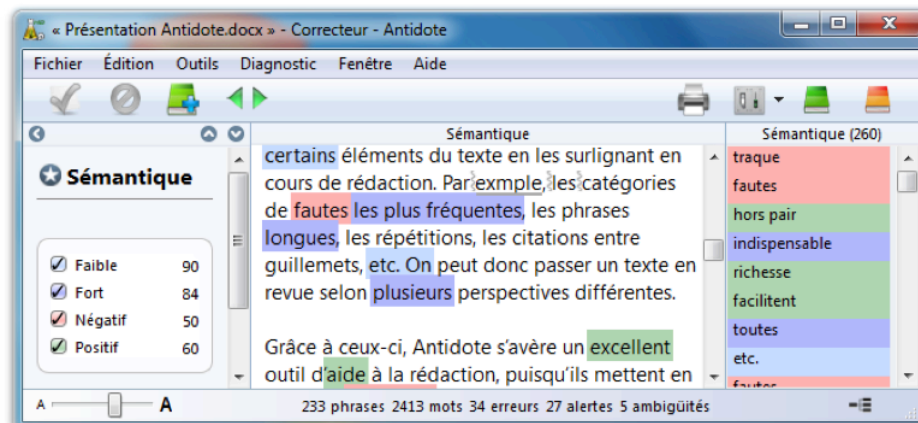 « Présentation Antidote.docx » - Correcteur - Antidote
Fichier Édition Outils Diagnostic Fenêtre Aide
Sémantique
Sémantique (260)
Sémantique
Faible 90
Fort 84
Négatif 50
Positif 60
certains éléments du texte en les surlignant en
cours de rédaction. Par exmple, les catégories
de fautes les plus fréquentes, les phrases
longues, les répétitions, les citations entre
guillemets, etc. On peut donc passer un texte en
revue selon plusieurs perspectives différentes.
Grâce à ceux-ci, Antidote s'avère un excellent
outil d'aide à la rédaction, puisqu'ils mettent en
traque
fautes
hors pair
indispensable
richesse
facilitent
toutes
etc.
fautes
A A
233 phrases 2413 mots 34 erreurs 27 alertes 5 ambigüités